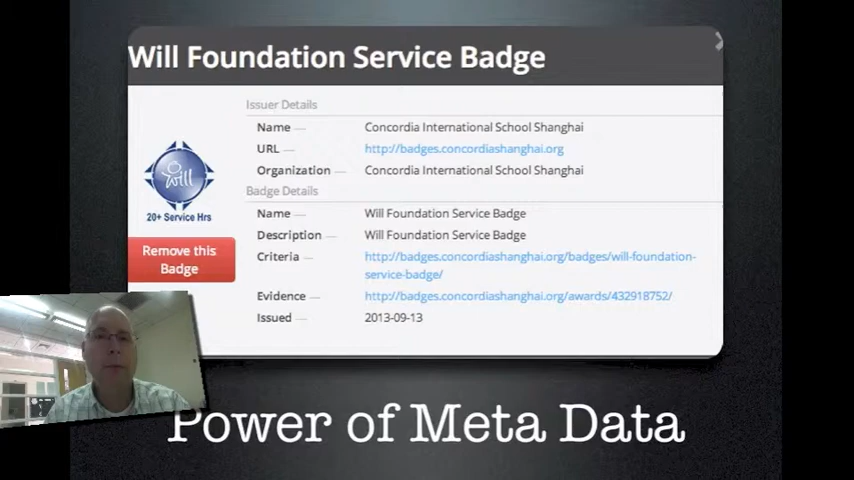 Will Foundation Service Badge
Issuer Details
Name — Concordia International School Shanghai
URL — http://badges.concordiashanghai.org
Organization — Concordia International School Shanghai
Badge Details
Name — Will Foundation Service Badge
Description — Will Foundation Service Badge
Criteria — http://badges.concordiashanghai.org/badges/will-foundation-
service-badge/
Evidence — http://badges.concordiashanghai.org/awards/432918752/
Issued — 2013-09-13
will
20+ Service Hrs
Remove this
Badge
Power of Meta Data